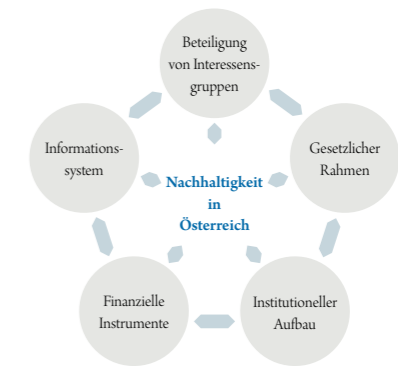 Beteiligung
von Interessens-
gruppen
Informations-
system
Gesetzlicher
Rahmen
Nachhaltigkeit
in
Österreich
Finanzielle
Instrumente
Institutioneller
Aufbau